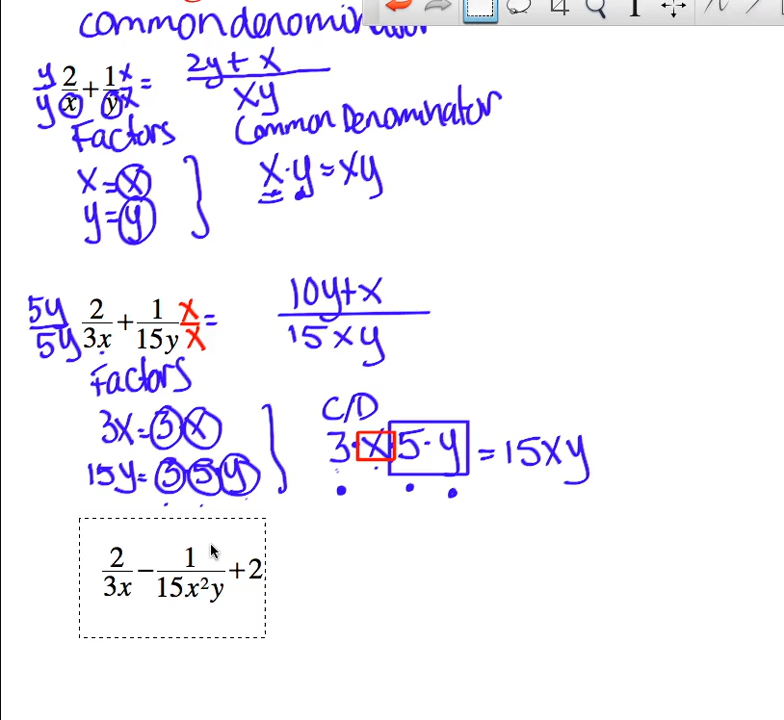 common denominator
y/y 2/x + 1/y x/x = (2y + x)/(xy)
Factors Common Denominator
x = x x · y = xy
y = y
5y/5y 2/(3x) + 1/(15y) x/x = (10y + x)/(15xy)
Factors
C/D
3x = 3 · x
3 · x · 5 · y = 15xy
15y = 3 · 5 · y
2/(3x) − 1/(15x²y) + 2